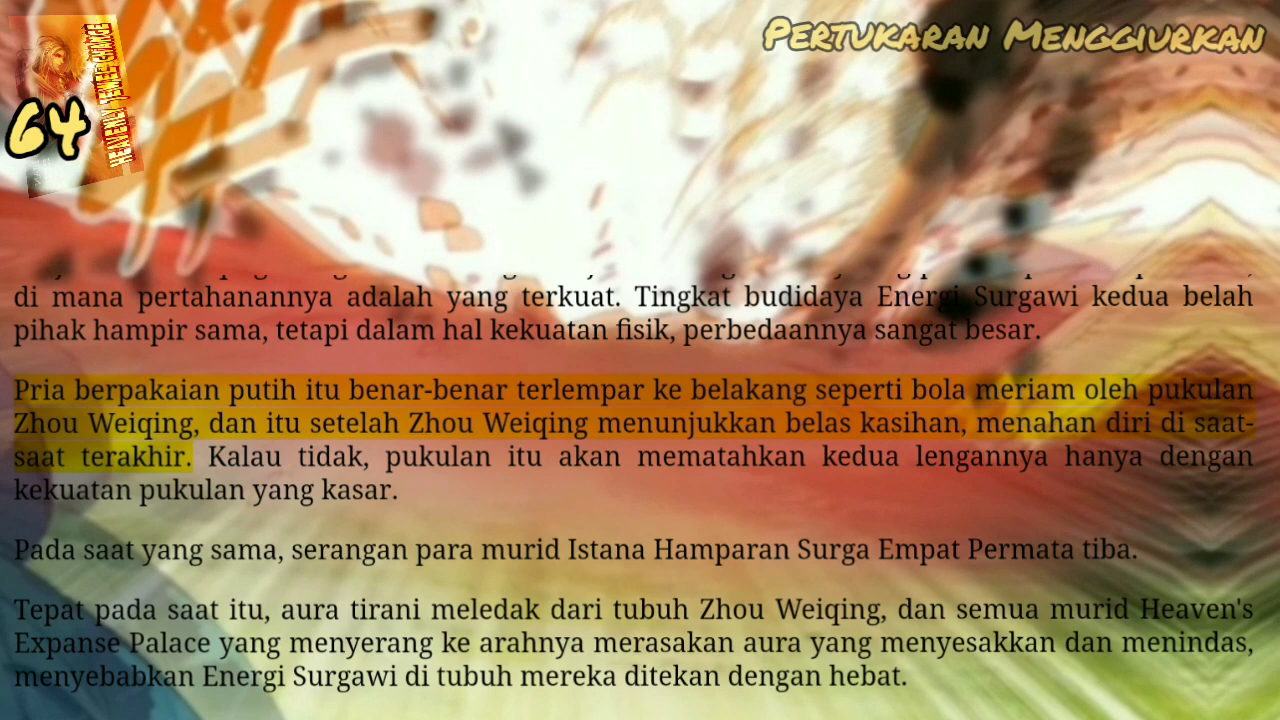 Pertukaran Menggiurkan
HEAVENLY JEWEL CHANGE
64
di mana pertahanannya adalah yang terkuat. Tingkat budidaya Energi Surgawi kedua belah
pihak hampir sama, tetapi dalam hal kekuatan fisik, perbedaannya sangat besar.
Pria berpakaian putih itu benar-benar terlempar ke belakang seperti bola meriam oleh pukulan
Zhou Weiqing, dan itu setelah Zhou Weiqing menunjukkan belas kasihan, menahan diri di saat-
saat terakhir. Kalau tidak, pukulan itu akan mematahkan kedua lengannya hanya dengan
kekuatan pukulan yang kasar.
Pada saat yang sama, serangan para murid Istana Hamparan Surga Empat Permata tiba.
Tepat pada saat itu, aura tirani meledak dari tubuh Zhou Weiqing, dan semua murid Heaven's
Expanse Palace yang menyerang ke arahnya merasakan aura yang menyesakkan dan menindas,
menyebabkan Energi Surgawi di tubuh mereka ditekan dengan hebat.